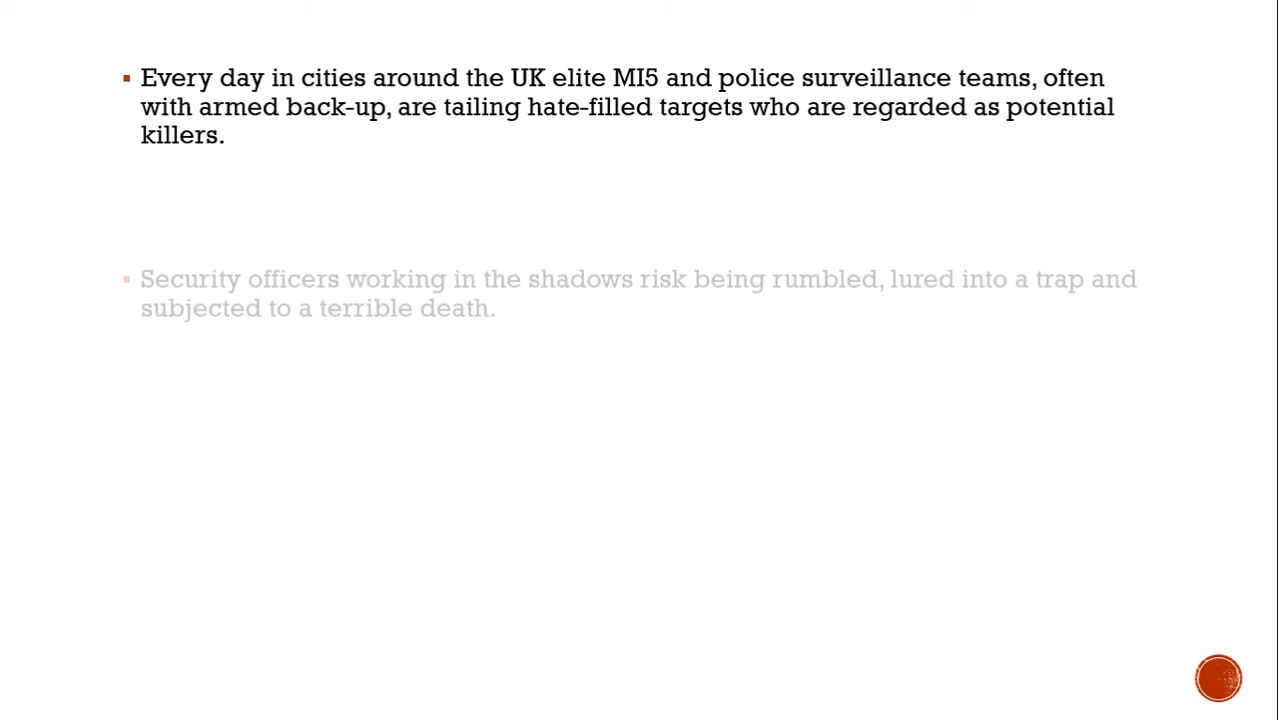 Every day in cities around the UK elite MI5 and police surveillance teams, often
with armed back-up, are tailing hate-filled targets who are regarded as potential
killers.
Security officers working in the shadows risk being rumbled, lured into a trap and
subjected to a terrible death.